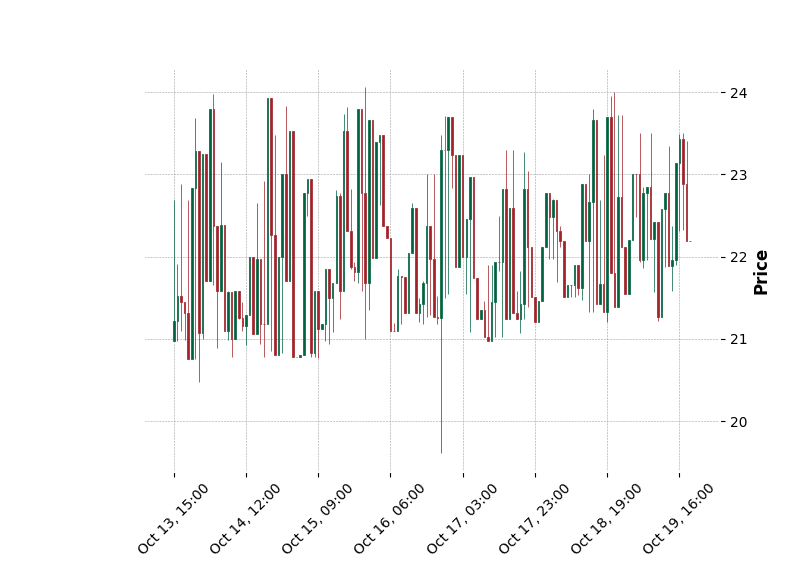 24
23
22
21
20
Price
Oct 13, 15:00
Oct 14, 12:00
Oct 15, 09:00
Oct 16, 06:00
Oct 17, 03:00
Oct 17, 23:00
Oct 18, 19:00
Oct 19, 16:00